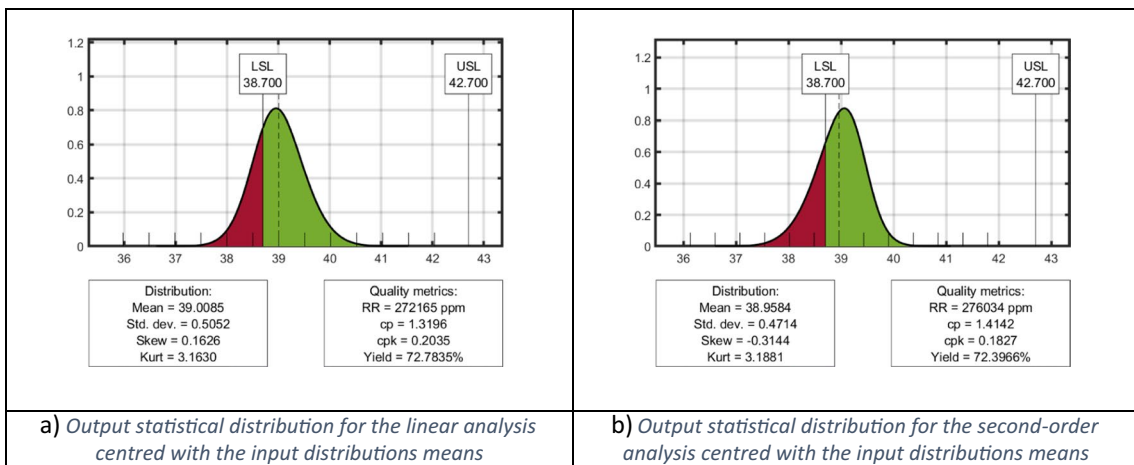 1.2
1
0.8
0.6
0.4
0.2
0
36 37 38 39 40 41 42 43
LSL
38.700
USL
42.700
Distribution:
Mean = 39.0085
Std. dev. = 0.5052
Skew = 0.1626
Kurt = 3.1630
Quality metrics:
RR = 272165 ppm
cp = 1.3196
cpk = 0.2035
Yield = 72.7835%
a) Output statistical distribution for the linear analysis
centred with the input distributions means
1.2
1
0.8
0.6
0.4
0.2
0
36 37 38 39 40 41 42 43
LSL
38.700
USL
42.700
Distribution:
Mean = 38.9584
Std. dev. = 0.4714
Skew = -0.3144
Kurt = 3.1881
Quality metrics:
RR = 276034 ppm
cp = 1.4142
cpk = 0.1827
Yield = 72.3966%
b) Output statistical distribution for the second-order
analysis centred with the input distributions means